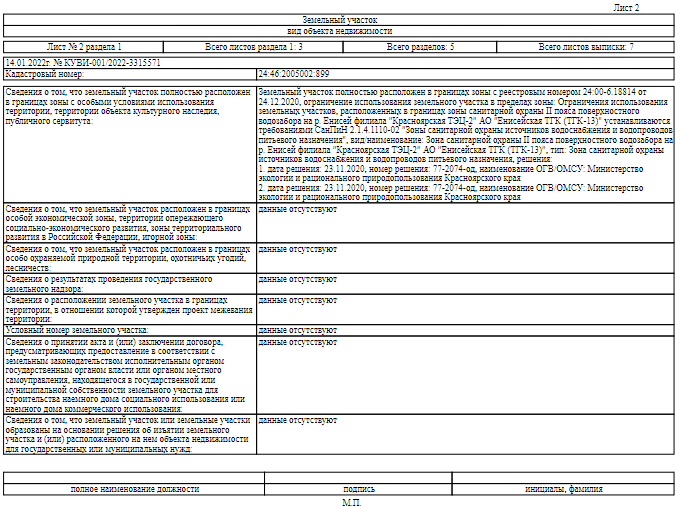 Лист 2
Земельный участок
вид объекта недвижимости
Лист № 2 раздела 1
Всего листов раздела 1: 3
Всего разделов: 5
Всего листов выписки: 7
14.01.2022г. № КУВИ-001/2022-3315571
Кадастровый номер:
24:46:2005002:899
Сведения о том, что земельный участок полностью расположен
в границах зоны с особыми условиями использования
территории, территории объекта культурного наследия,
публичного сервитута:
Земельный участок полностью расположен в границах зоны с реестровым номером 24:00-6.18814 от
24.12.2020, ограничение использования земельного участка в пределах зоны: Ограничения использования
земельных участков, расположенных в границах зоны санитарной охраны II пояса поверхностного
водозабора на р. Енисей филиала "Красноярская ТЭЦ-2" АО "Енисейская ТГК (ТГК-13)" устанавливаются
требованиями СанПиН 2.1.4.1110-02 "Зоны санитарной охраны источников водоснабжения и водопроводов
питьевого назначения", вид/наименование: Зона санитарной охраны II пояса поверхностного водозабора на
р. Енисей филиала "Красноярская ТЭЦ-2" АО "Енисейская ТГК (ТГК-13)", тип: Зона санитарной охраны
источников водоснабжения и водопроводов питьевого назначения, решения:
1. дата решения: 23.11.2020, номер решения: 77-2074-од, наименование ОГВ/ОМСУ: Министерство
экологии и рационального природопользования Красноярского края
2. дата решения: 23.11.2020, номер решения: 77-2074-од, наименование ОГВ/ОМСУ: Министерство
экологии и рационального природопользования Красноярского края
Сведения о том, что земельный участок расположен в границах
особой экономической зоны, территории опережающего
социально-экономического развития, зоны территориального
развития в Российской Федерации, игорной зоны:
данные отсутствуют
Сведения о том, что земельный участок расположен в границах
особо охраняемой природной территории, охотничьих угодий,
лесничеств:
данные отсутствуют
Сведения о результатах проведения государственного
земельного надзора:
данные отсутствуют
Сведения о расположении земельного участка в границах
территории, в отношении которой утвержден проект межевания
территории:
данные отсутствуют
Условный номер земельного участка:
данные отсутствуют
Сведения о принятии акта и (или) заключении договора,
предусматривающих предоставление в соответствии с
земельным законодательством исполнительным органом
государственным органом власти или органом местного
самоуправления, находящегося в государственной или
муниципальной собственности земельного участка для
строительства наемного дома социального использования или
наемного дома коммерческого использования:
данные отсутствуют
Сведения о том, что земельный участок или земельные участки
образованы на основании решения об изъятии земельного
участка и (или) расположенного на нем объекта недвижимости
для государственных или муниципальных нужд:
данные отсутствуют
полное наименование должности
подпись
инициалы, фамилия
М.П.